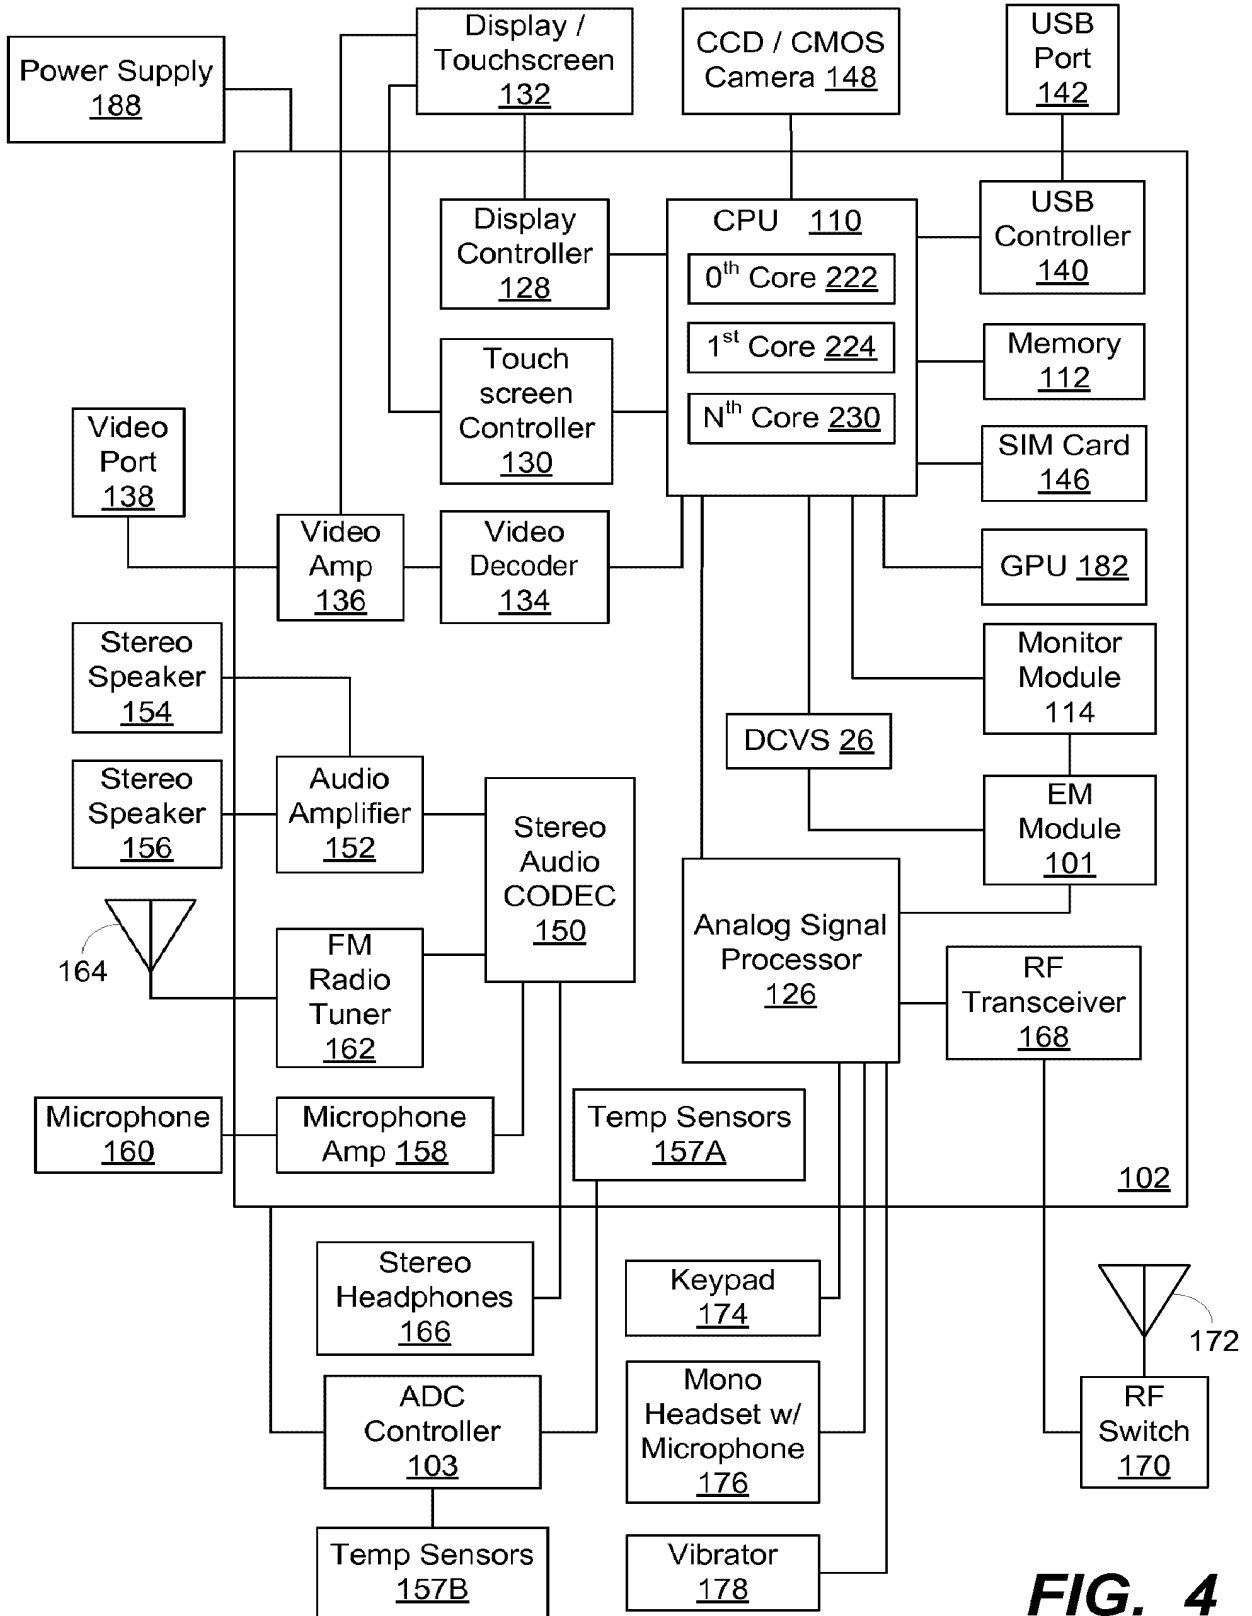 Display /
Touchscreen
132
CCD / CMOS
Camera 148
USB
Port
142
Power Supply
188
Display
Controller
128
CPU 110
0th Core 222
1st Core 224
Nth Core 230
USB
Controller
140
Touch
screen
Controller
130
Memory
112
Video
Port
138
SIM Card
146
Video
Amp
136
Video
Decoder
134
GPU 182
Stereo
Speaker
154
Monitor
Module
114
DCVS 26
Stereo
Speaker
156
Audio
Amplifier
152
Stereo
Audio
CODEC
150
EM
Module
101
164
FM
Radio
Tuner
162
Analog Signal
Processor
126
RF
Transceiver
168
Microphone
160
Microphone
Amp 158
Temp Sensors
157A
102
Stereo
Headphones
166
Keypad
174
172
ADC
Controller
103
Mono
Headset w/
Microphone
176
RF
Switch
170
Temp Sensors
157B
Vibrator
178
FIG. 4